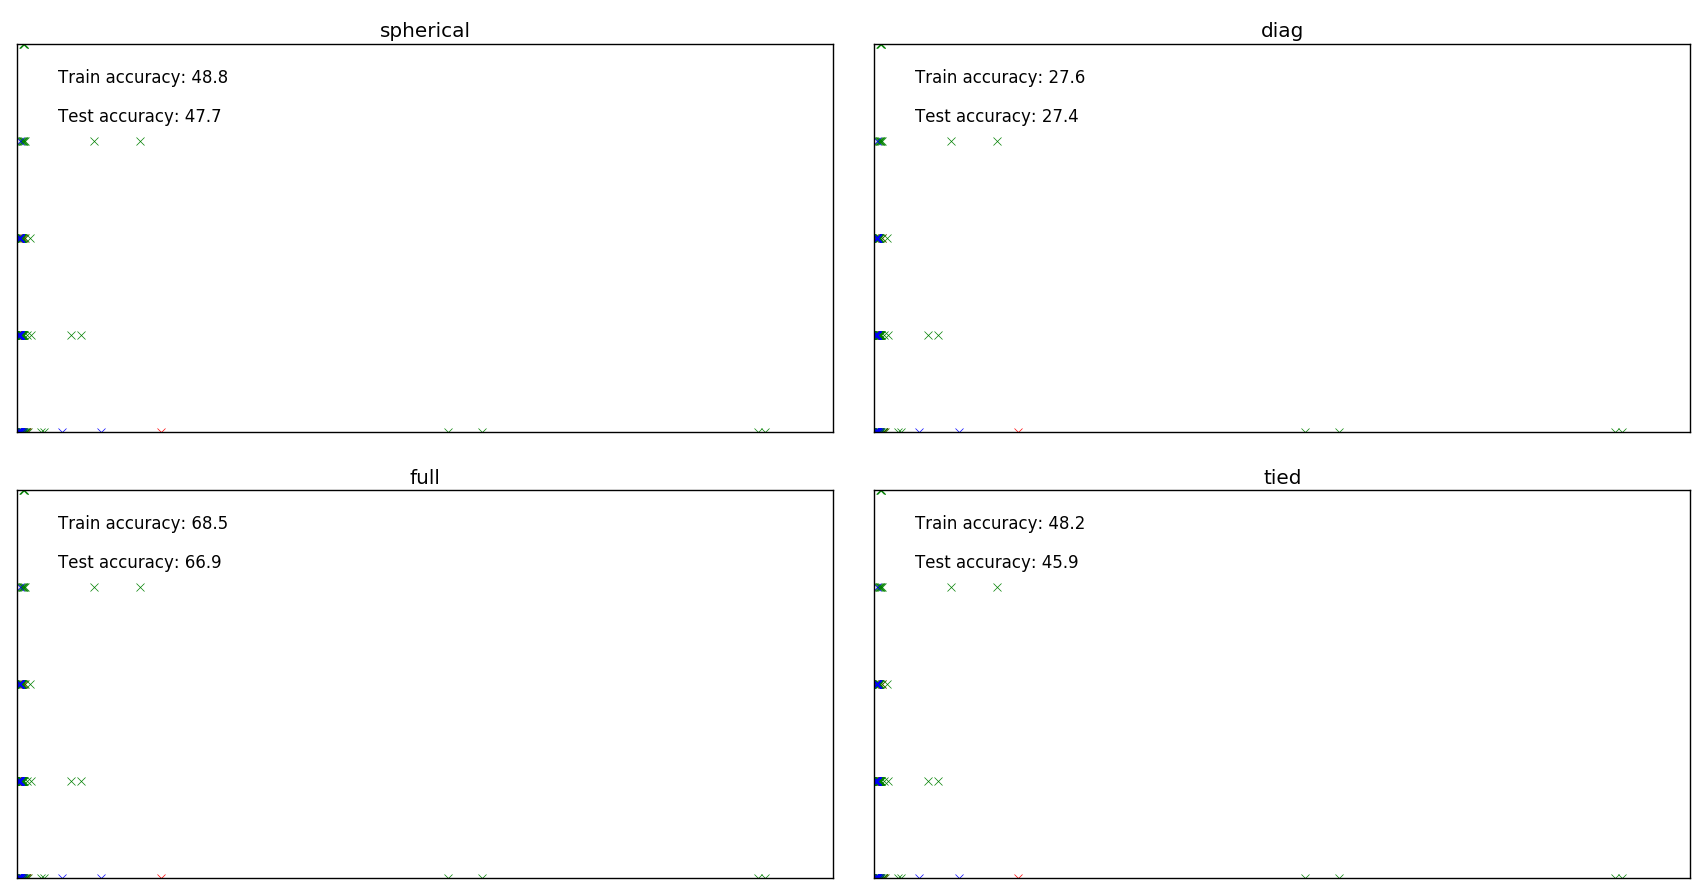 spherical
Train accuracy: 48.8
Test accuracy: 47.7
diag
Train accuracy: 27.6
Test accuracy: 27.4
full
Train accuracy: 68.5
Test accuracy: 66.9
tied
Train accuracy: 48.2
Test accuracy: 45.9